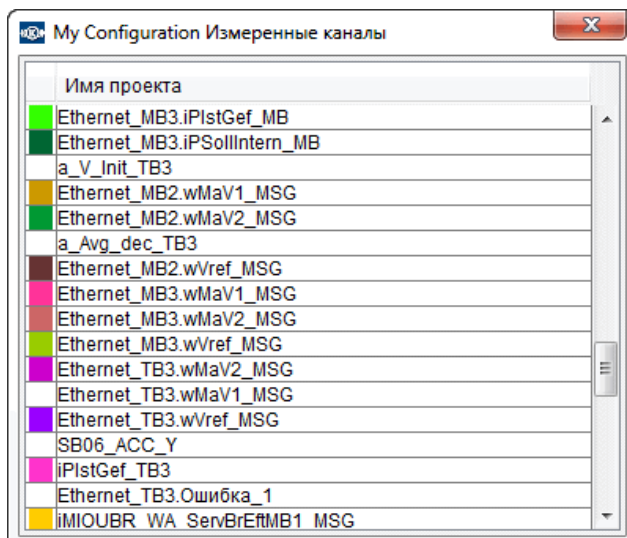 My Configuration Измеренные каналы
Имя проекта
Ethernet_MB3.iPIstGef_MB
Ethernet_MB3.iPSollIntern_MB
a_V_Init_TB3
Ethernet_MB2.wMaV1_MSG
Ethernet_MB2.wMaV2_MSG
a_Avg_dec_TB3
Ethernet_MB2.wVref_MSG
Ethernet_MB3.wMaV1_MSG
Ethernet_MB3.wMaV2_MSG
Ethernet_MB3.wVref_MSG
Ethernet_TB3.wMaV2_MSG
Ethernet_TB3.wMaV1_MSG
Ethernet_TB3.wVref_MSG
SB06_ACC_Y
iPIstGef_TB3
Ethernet_TB3.Ошибка_1
iMIOUBR_WA_ServBrEftMB1_MSG